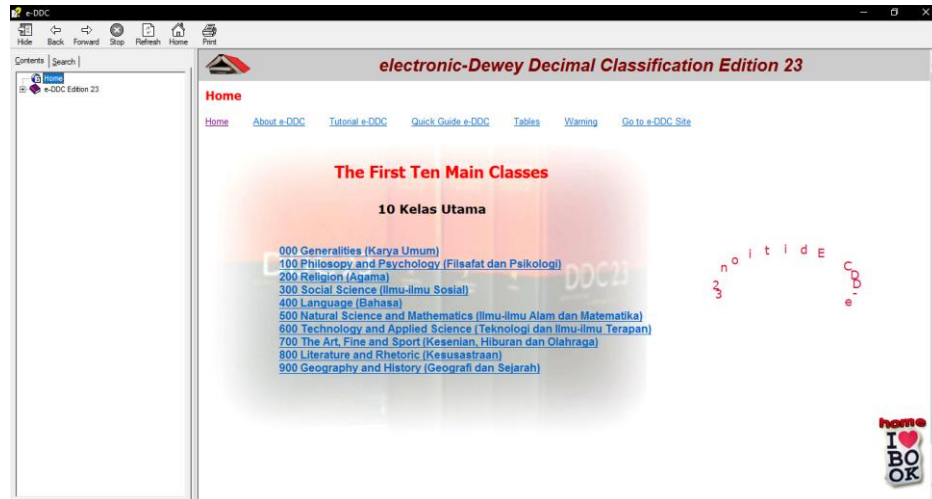 e-DDC
Hide Back Forward Stop Refresh Home Print
Contents Search
Home
e-DDC Edition 23
electronic-Dewey Decimal Classification Edition 23
Home
Home About e-DDC Tutorial e-DDC Quick Guide e-DDC Tables Warning Go to e-DDC Site
The First Ten Main Classes
10 Kelas Utama
000 Generalities (Karya Umum)
100 Philosopy and Psychology (Filsafat dan Psikologi)
200 Religion (Agama)
300 Social Science (Ilmu-ilmu Sosial)
400 Language (Bahasa)
500 Natural Science and Mathematics (Ilmu-ilmu Alam dan Matematika)
600 Technology and Applied Science (Teknologi dan Ilmu-ilmu Terapan)
700 The Art, Fine and Sport (Kesenian, Hiburan dan Olahraga)
800 Literature and Rhetoric (Kesusastraan)
900 Geography and History (Geografi dan Sejarah)
DDC23
e-DDC Edition 23
home
I
BO
OK